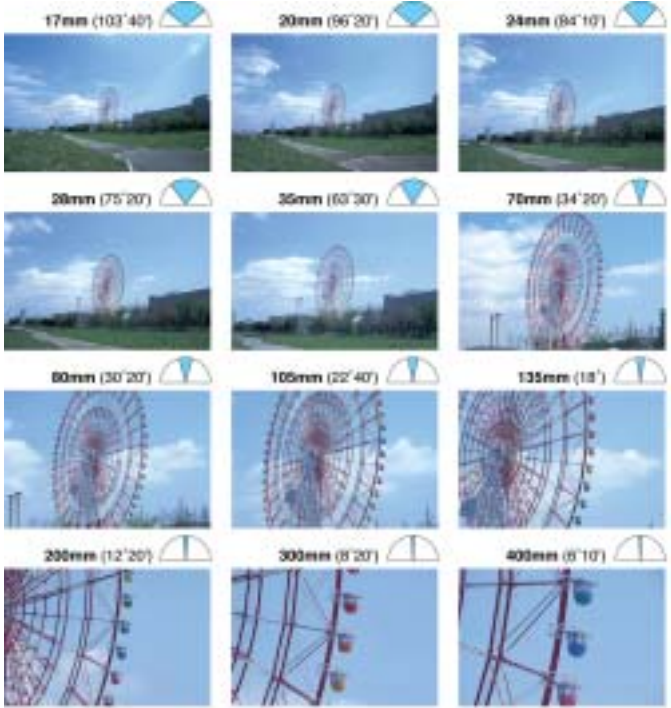 17mm (103˚40')
20mm (96˚20')
24mm (84˚10')
28mm (75˚20')
35mm (63˚30')
70mm (34˚20')
80mm (30˚20')
105mm (22˚40')
135mm (18˚)
200mm (12˚20')
300mm (8˚20')
400mm (6˚10')